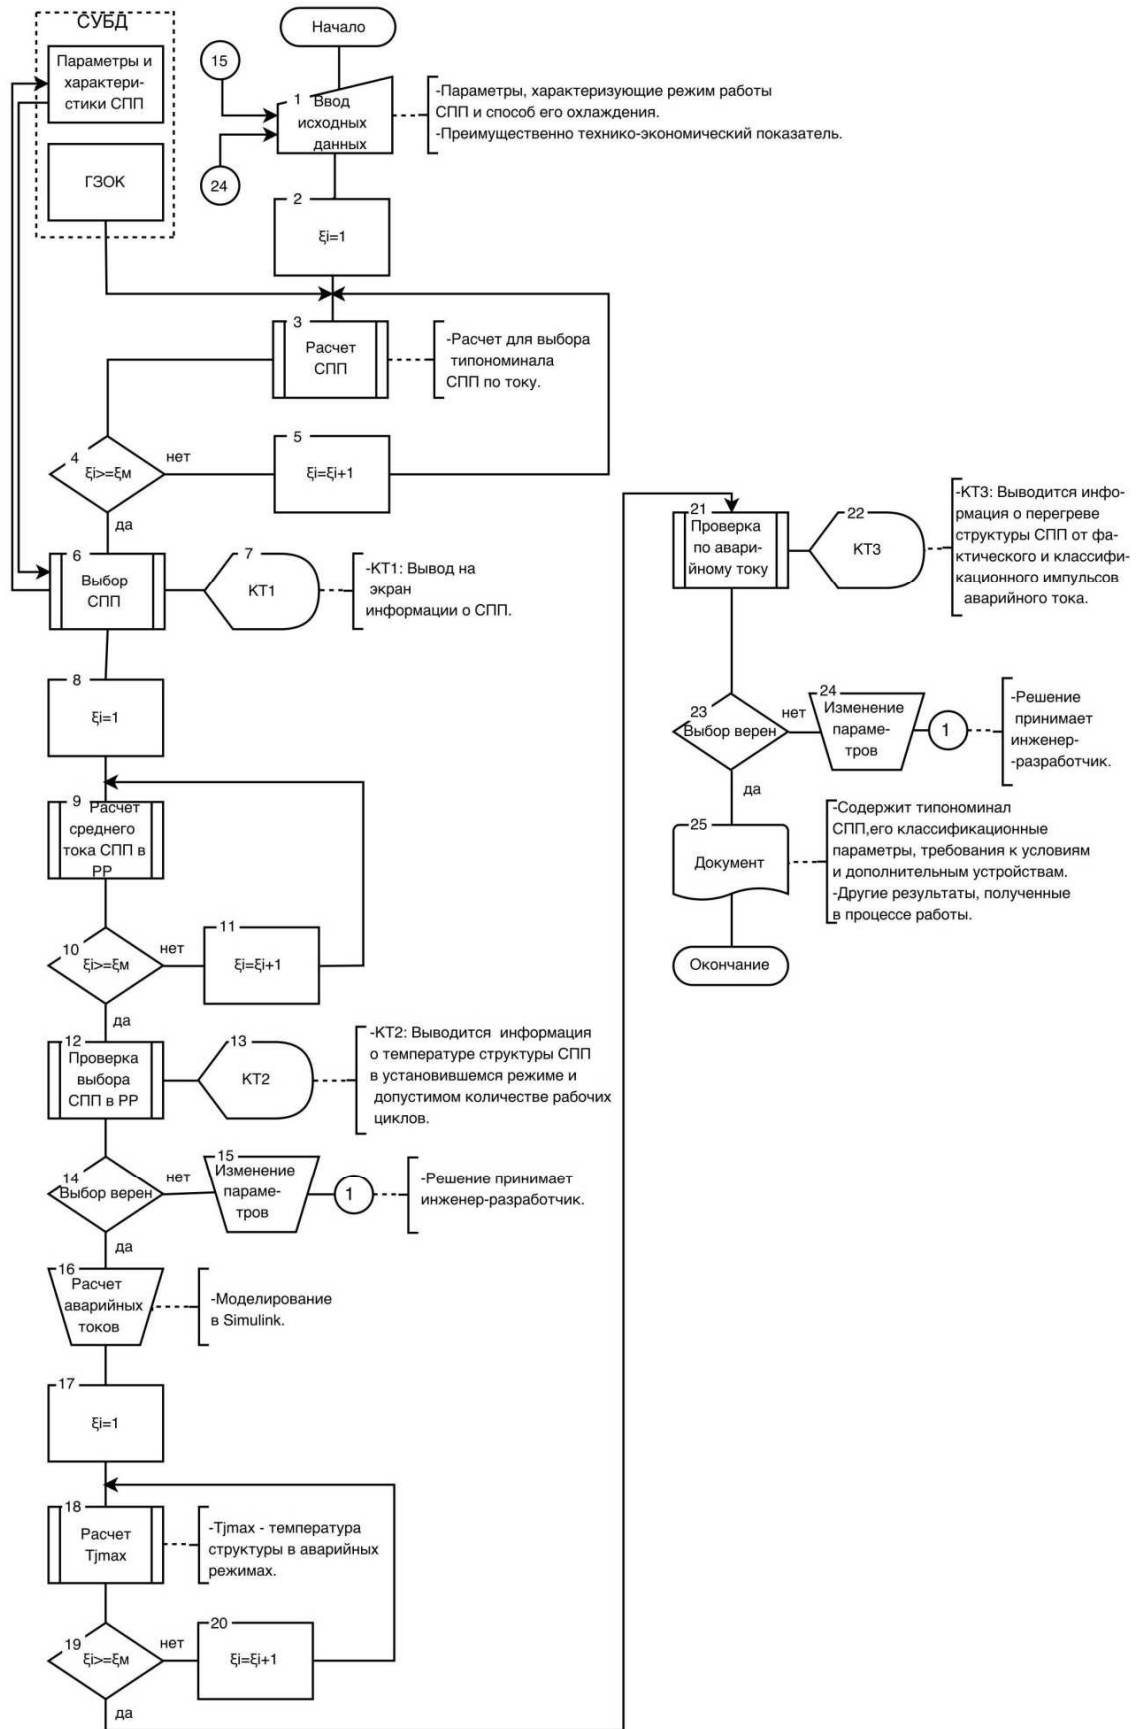 СУБД
Параметры и
характери-
стики СПП
ГЗОК
Начало
15
24
1 Ввод
исходных
данных
-Параметры, характеризующие режим работы
СПП и способ его охлаждения.
-Преимущественно технико-экономический показатель.
2
ξi=1
3
Расчет
СПП
-Расчет для выбора
типономинала
СПП по току.
4
ξi>=ξм
нет
да
5
ξi=ξi+1
6
Выбор
СПП
7
КТ1
-КТ1: Вывод на
экран
информации о СПП.
8
ξi=1
9 Расчет
среднего
тока СПП в
РР
10
ξi>=ξм
нет
да
11
ξi=ξi+1
12
Проверка
выбора
СПП в РР
13
КТ2
-КТ2: Выводится информация
о температуре структуры СПП
в установившемся режиме и
допустимом количестве рабочих
циклов.
14
Выбор верен
нет
да
15
Изменение
параме-
тров
1
-Решение принимает
инженер-разработчик.
16
Расчет
аварийных
токов
-Моделирование
в Simulink.
17
ξi=1
18
Расчет
Tjmax
-Tjmax - температура
структуры в аварийных
режимах.
19
ξi>=ξм
нет
да
20
ξi=ξi+1
21
Проверка
по авари-
йному току
22
КТ3
-КТ3: Выводится инфо-
рмация о перегреве
структуры СПП от фа-
ктического и классифи-
кационного импульсов
аварийного тока.
23
Выбор верен
нет
да
24
Изменение
параме-
тров
1
-Решение
принимает
инженер-
-разработчик.
25
Документ
-Содержит типономинал
СПП,его классификационные
параметры, требования к условиям
и дополнительным устройствам.
-Другие результаты, полученные
в процессе работы.
Окончание